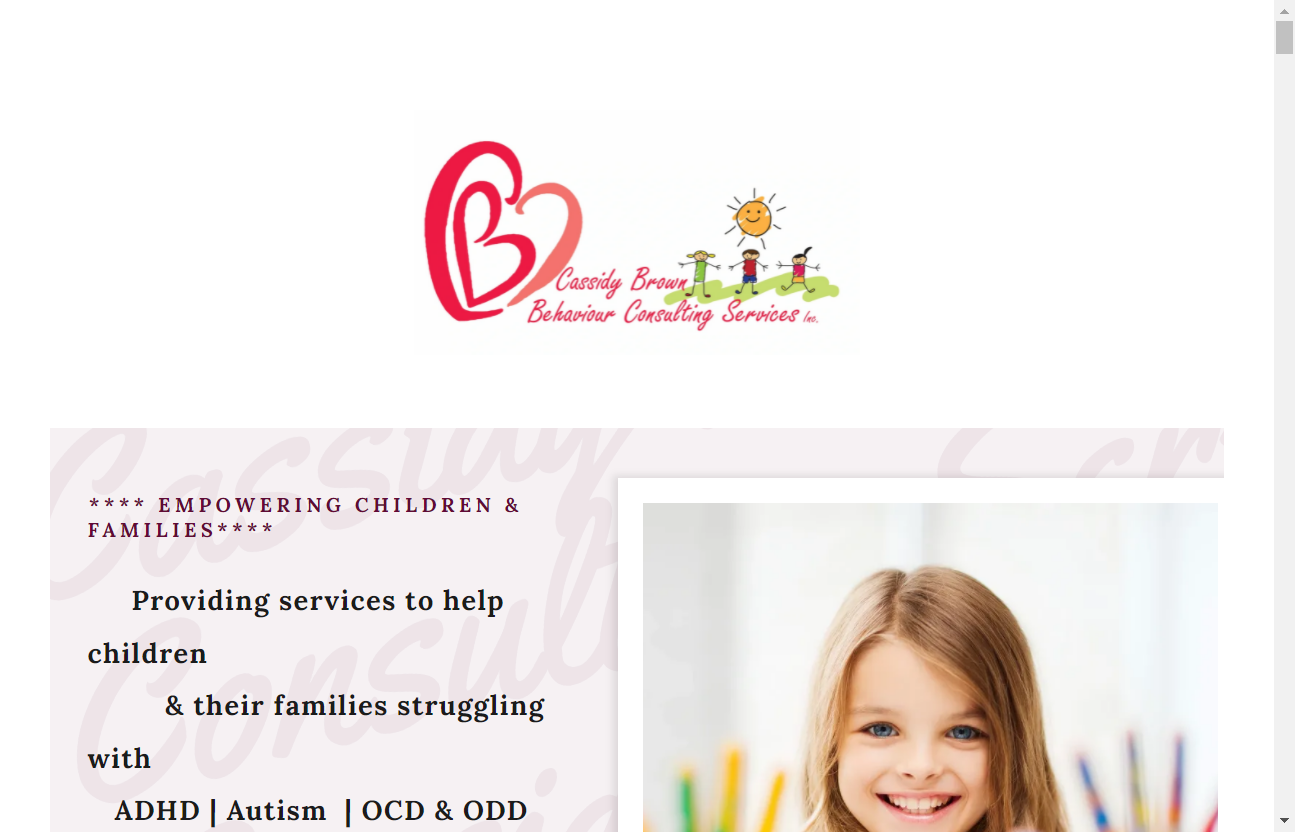 Cassidy Brown
Behaviour Consulting Services Inc.
**** EMPOWERING CHILDREN &
FAMILIES****
Providing services to help
children
& their families struggling
with
ADHD | Autism | OCD & ODD